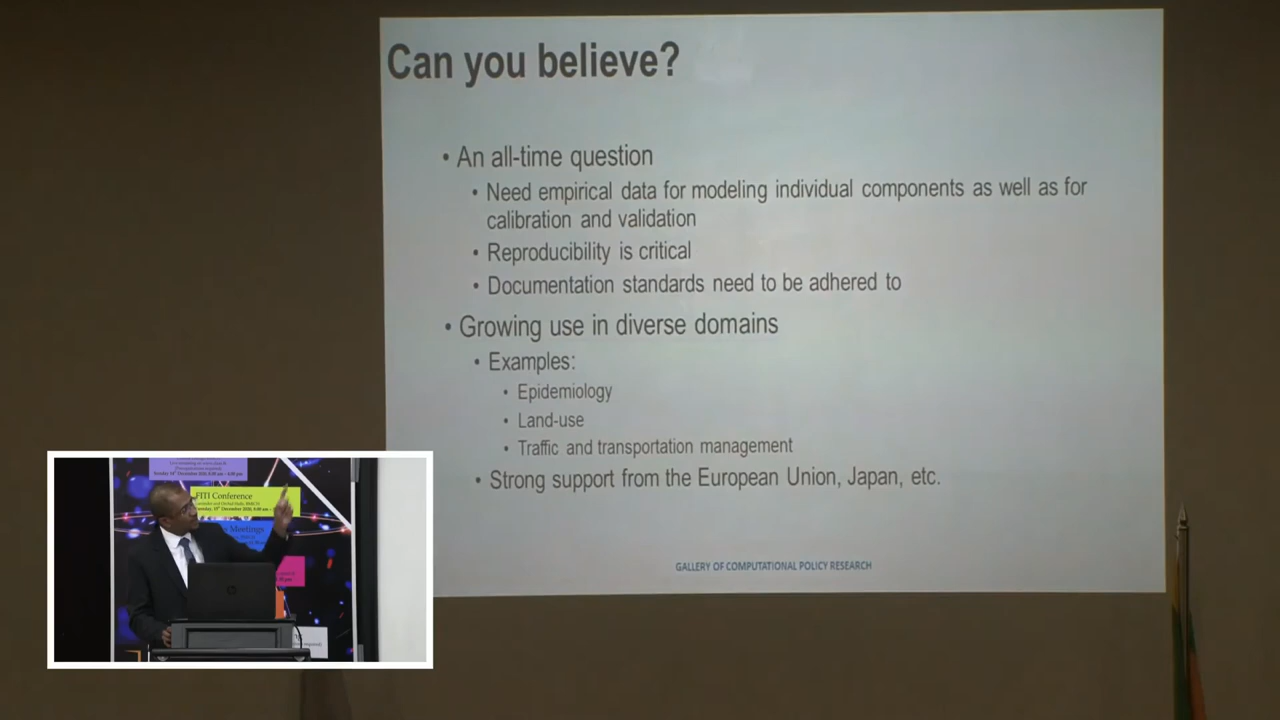 Can you believe?
• An all-time question
• Need empirical data for modeling individual components as well as for
calibration and validation
• Reproducibility is critical
• Documentation standards need to be adhered to
• Growing use in diverse domains
• Examples:
• Epidemiology
• Land-use
• Traffic and transportation management
• Strong support from the European Union, Japan, etc.
GALLERY OF COMPUTATIONAL POLICY RESEARCH
FITI Conference
Meetings